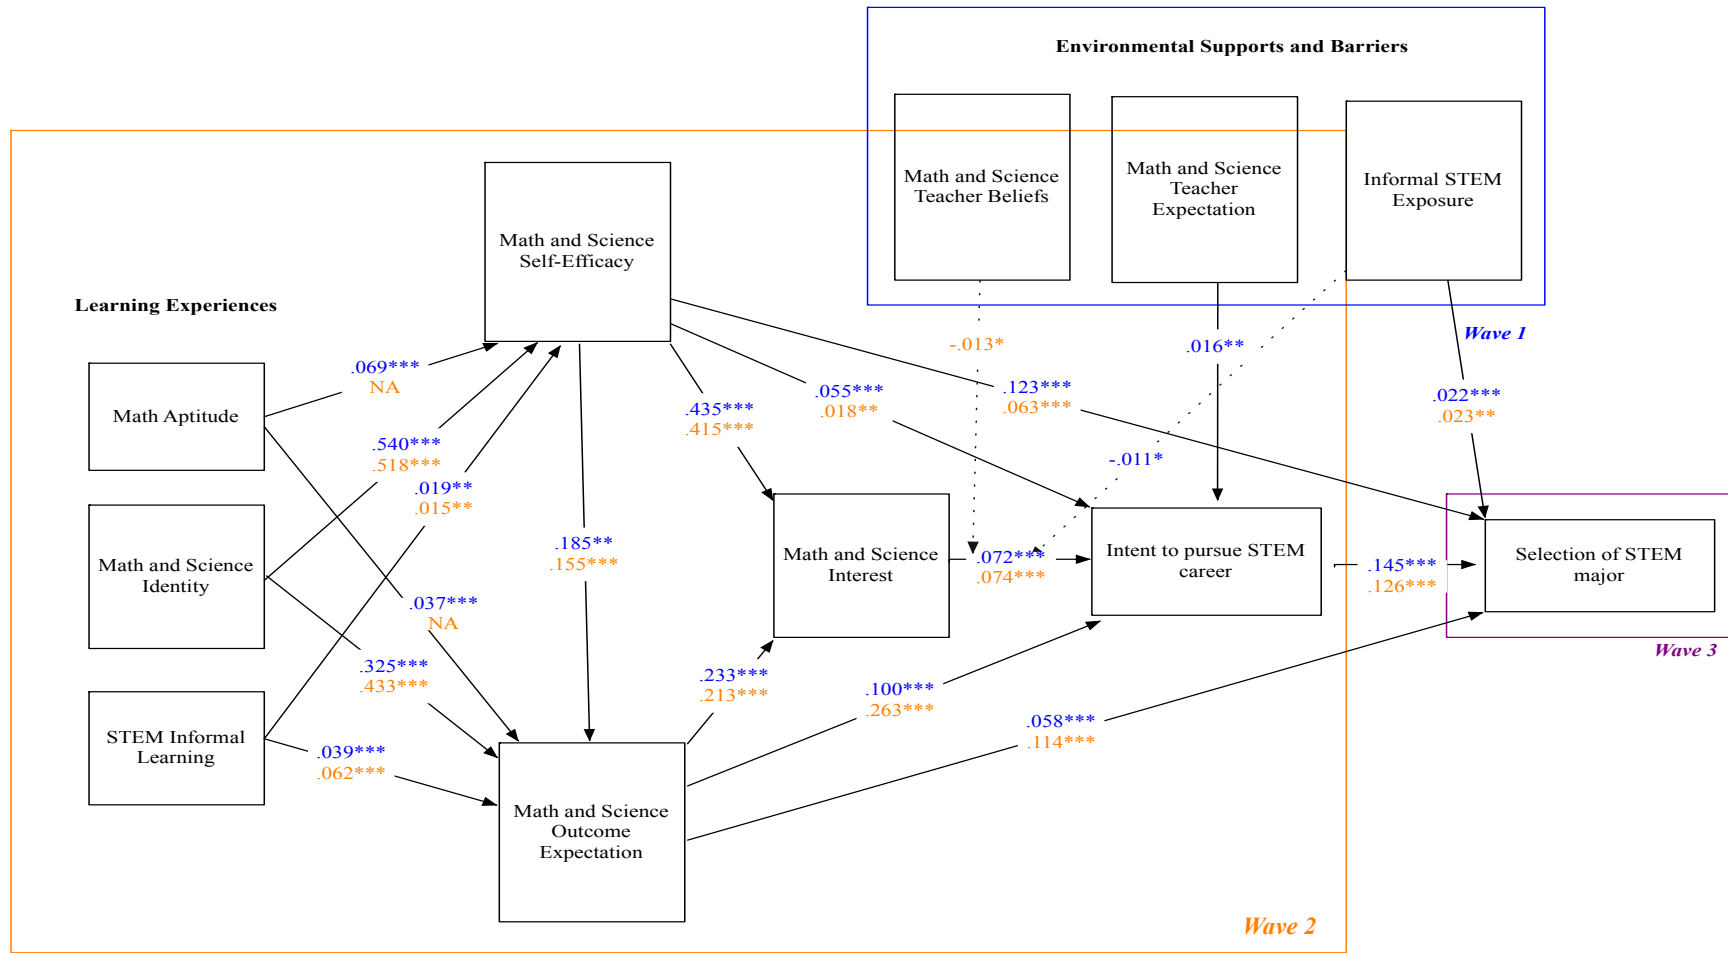 Environmental Supports and Barriers
Math and Science
Teacher Beliefs
Math and Science
Teacher
Expectation
Informal STEM
Exposure
Wave 1
Math and Science
Self-Efficacy
Learning Experiences
Math Aptitude
Math and Science
Identity
STEM Informal
Learning
.069***
NA
.540***
.518***
.019**
.015**
.037***
NA
.325***
.433***
.039***
.062***
.185**
.155***
.435***
.415***
.055***
.018**
.123***
.063***
-.013*
.016**
-.011*
.022***
.023**
Math and Science
Interest
.072***
.074***
Intent to pursue STEM
career
.145***
.126***
Selection of STEM
major
Wave 3
.233***
.213***
.100***
.263***
.058***
.114***
Math and Science
Outcome
Expectation
Wave 2